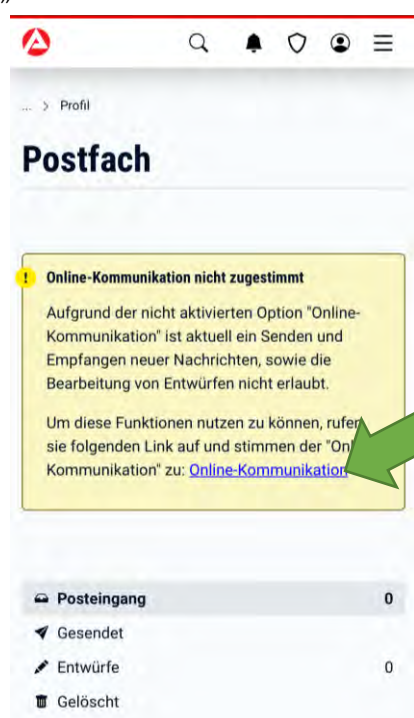 ”
... > Profil
Postfach
! Online-Kommunikation nicht zugestimmt
Aufgrund der nicht aktivierten Option "Online-
Kommunikation" ist aktuell ein Senden und
Empfangen neuer Nachrichten, sowie die
Bearbeitung von Entwürfen nicht erlaubt.
Um diese Funktionen nutzen zu können, rufen
sie folgenden Link auf und stimmen der "Onl
Kommunikation" zu: Online-Kommunikation
Posteingang 0
Gesendet
Entwürfe 0
Gelöscht